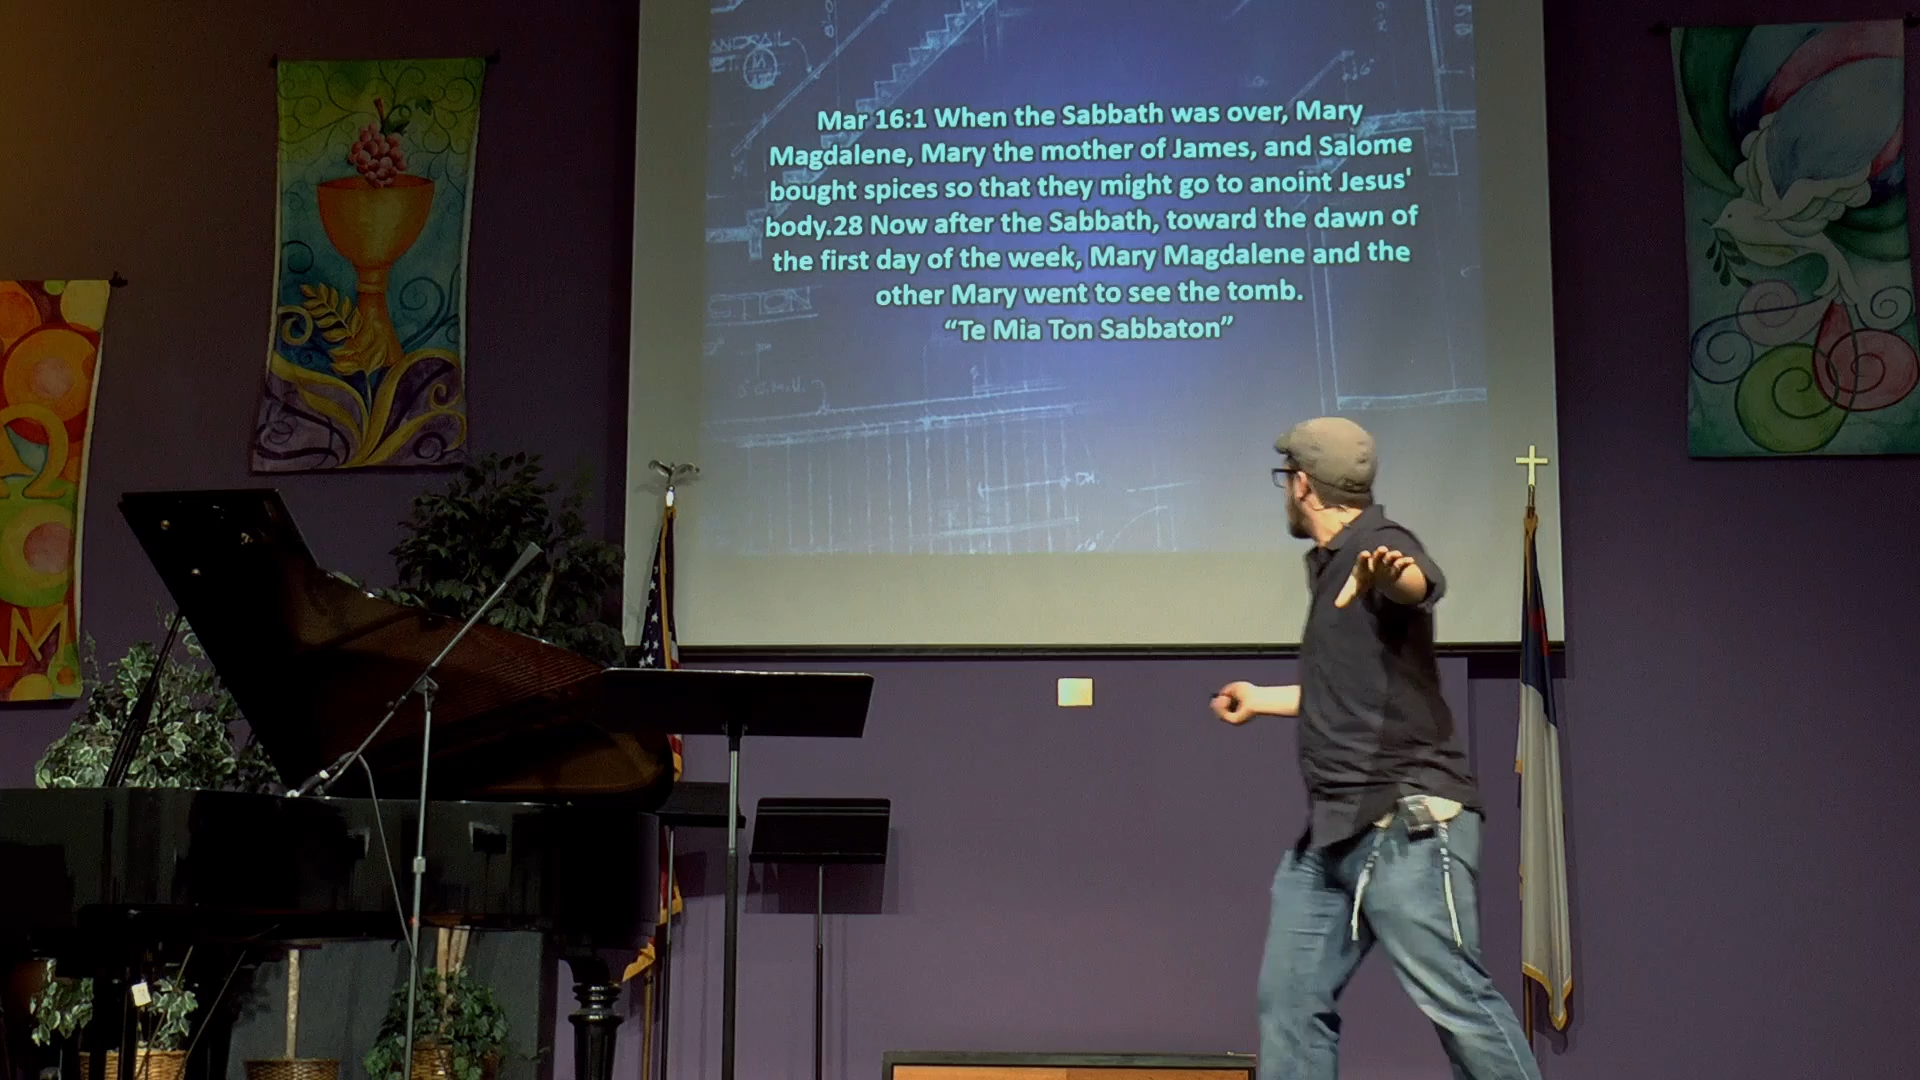 ANDRAIL
Mar 16:1 When the Sabbath was over, Mary
Magdalene, Mary the mother of James, and Salome
bought spices so that they might go to anoint Jesus'
body.28 Now after the Sabbath, toward the dawn of
the first day of the week, Mary Magdalene and the
other Mary went to see the tomb.
“Te Mia Ton Sabbaton”
CTION
Ω
AM